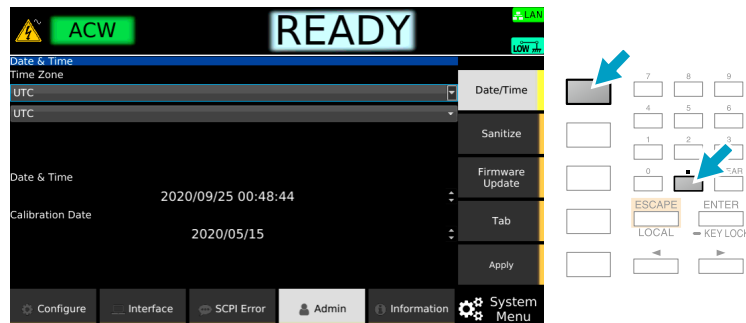 LAN
ACW
READY
LOW
Date & Time
Time Zone
UTC
UTC
Date & Time
2020/09/25 00:48:44
Calibration Date
2020/05/15
Date/Time
Sanitize
Firmware
Update
Tab
Apply
Configure
Interface
SCPI Error
Admin
Information
System
Menu
7 8 9
4 5 6
1 2 3
0
ESCAPE ENTER
LOCAL KEY LOCK